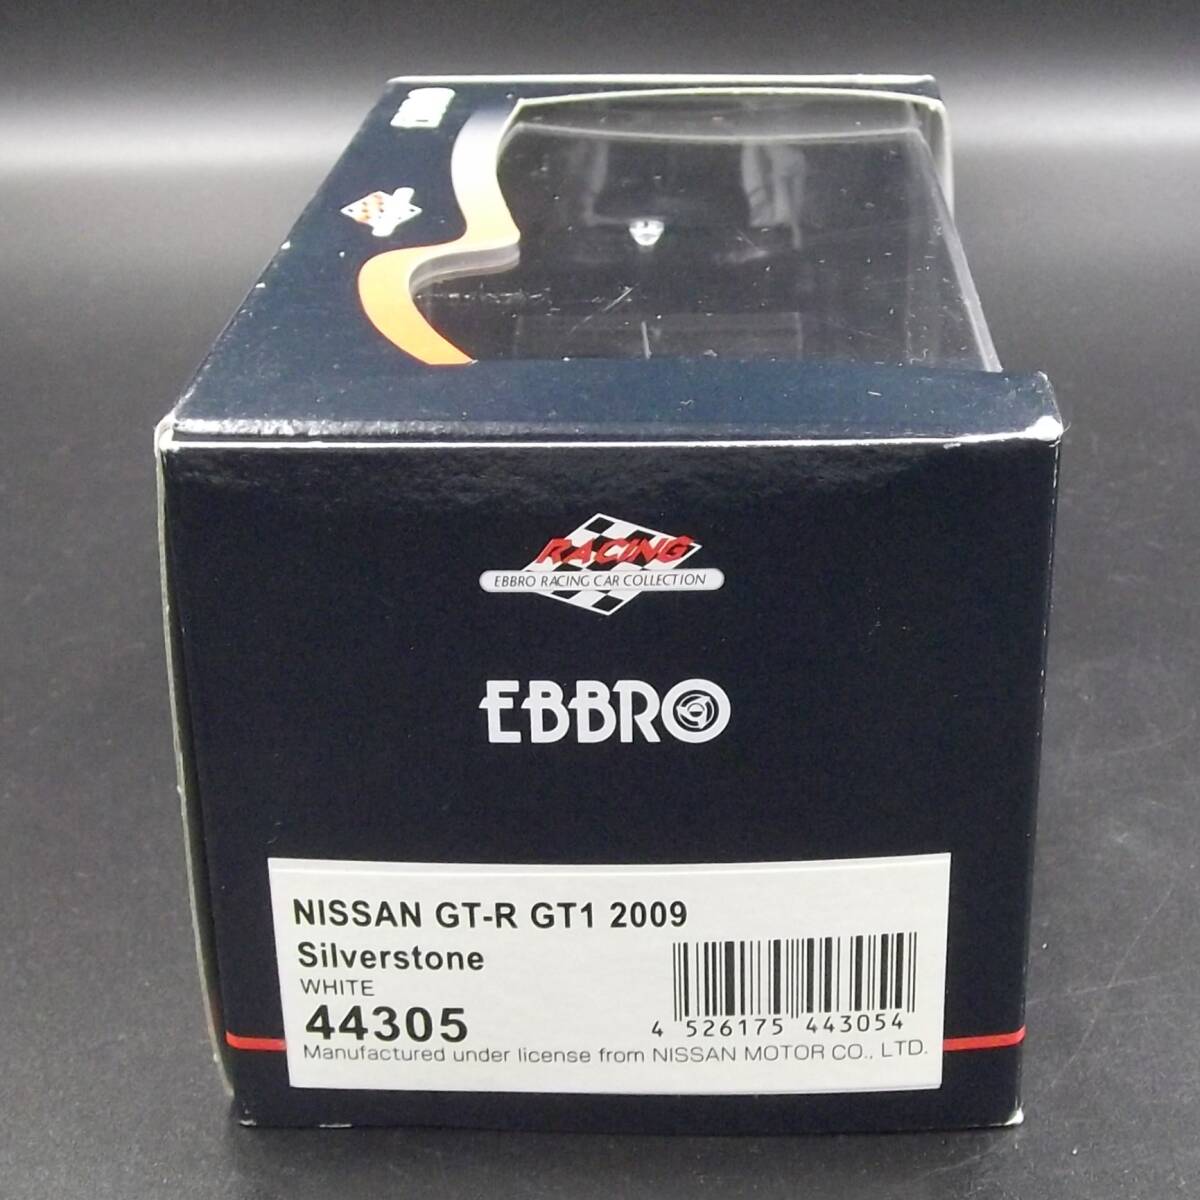 EBBRO
RACING
EBBRO RACING CAR COLLECTION
EBBRO
NISSAN GT-R GT1 2009
Silverstone
WHITE
44305
4 526175 443054
Manufactured under license from NISSAN MOTOR CO., LTD.